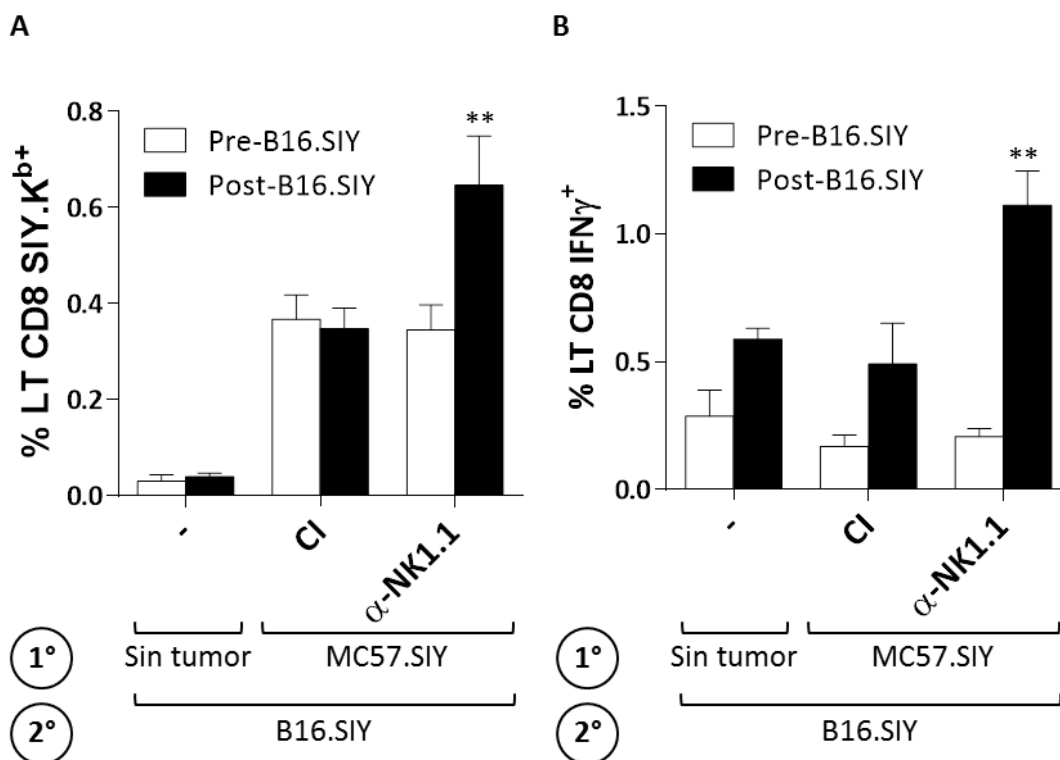 A
% LT CD8 SIY.Kb+
0.8
0.6
0.4
0.2
0.0
Pre-B16.SIY
Post-B16.SIY
**
-
CI
α-NK1.1
1° Sin tumor MC57.SIY
2° B16.SIY
B
% LT CD8 IFNγ+
1.5
1.0
0.5
0.0
Pre-B16.SIY
Post-B16.SIY
**
-
CI
α-NK1.1
1° Sin tumor MC57.SIY
2° B16.SIY